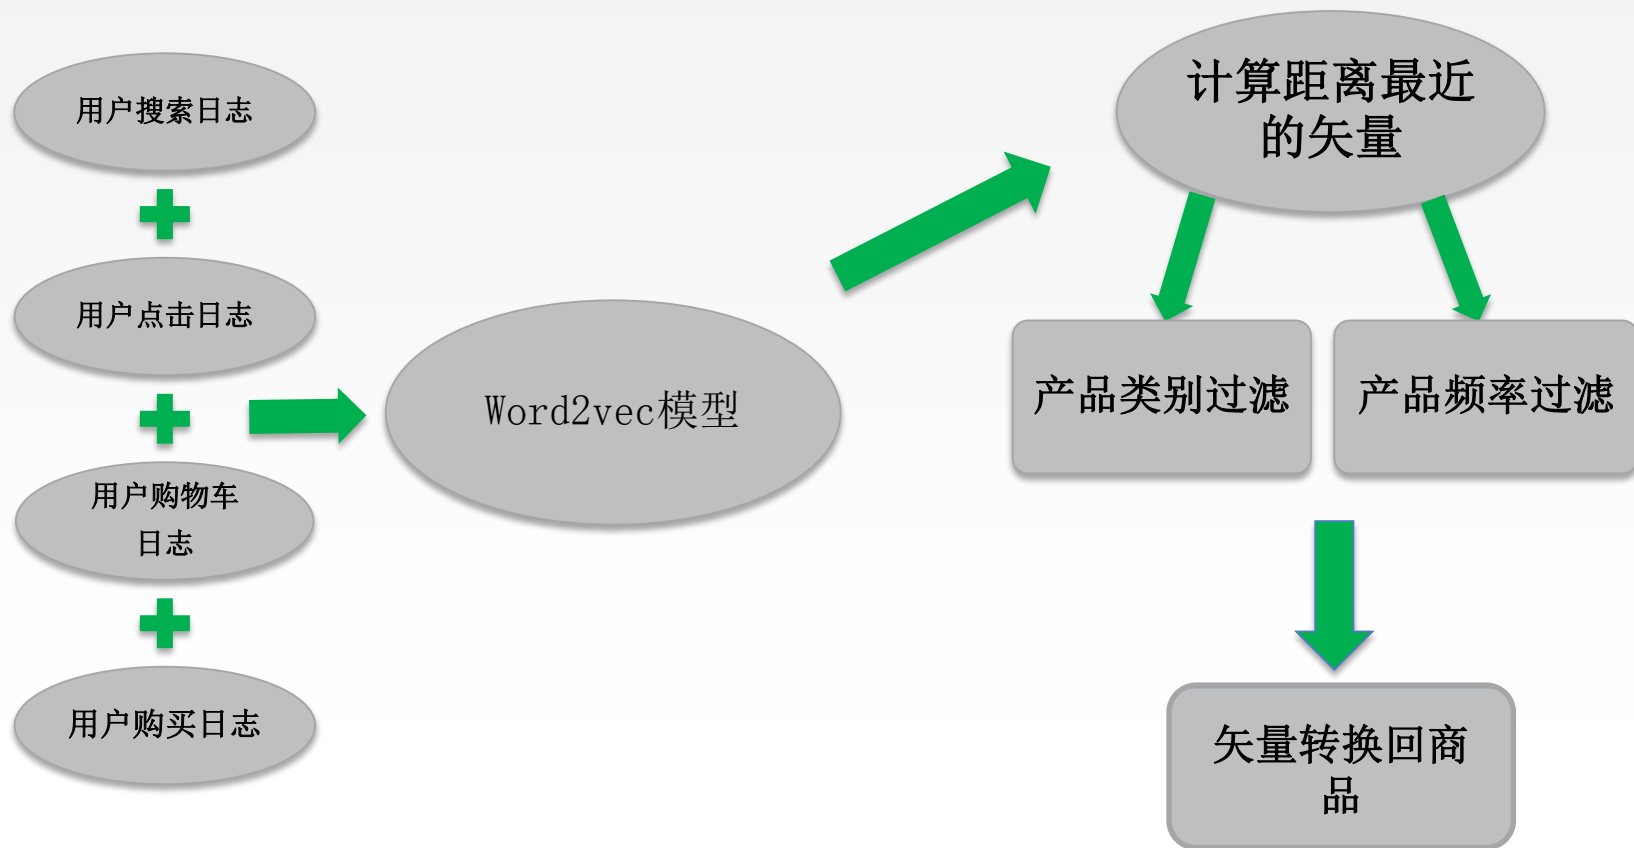 用户搜索日志
用户点击日志
用户购物车
日志
用户购买日志
Word2vec模型
计算距离最近
的矢量
产品类别过滤
产品频率过滤
矢量转换回商
品